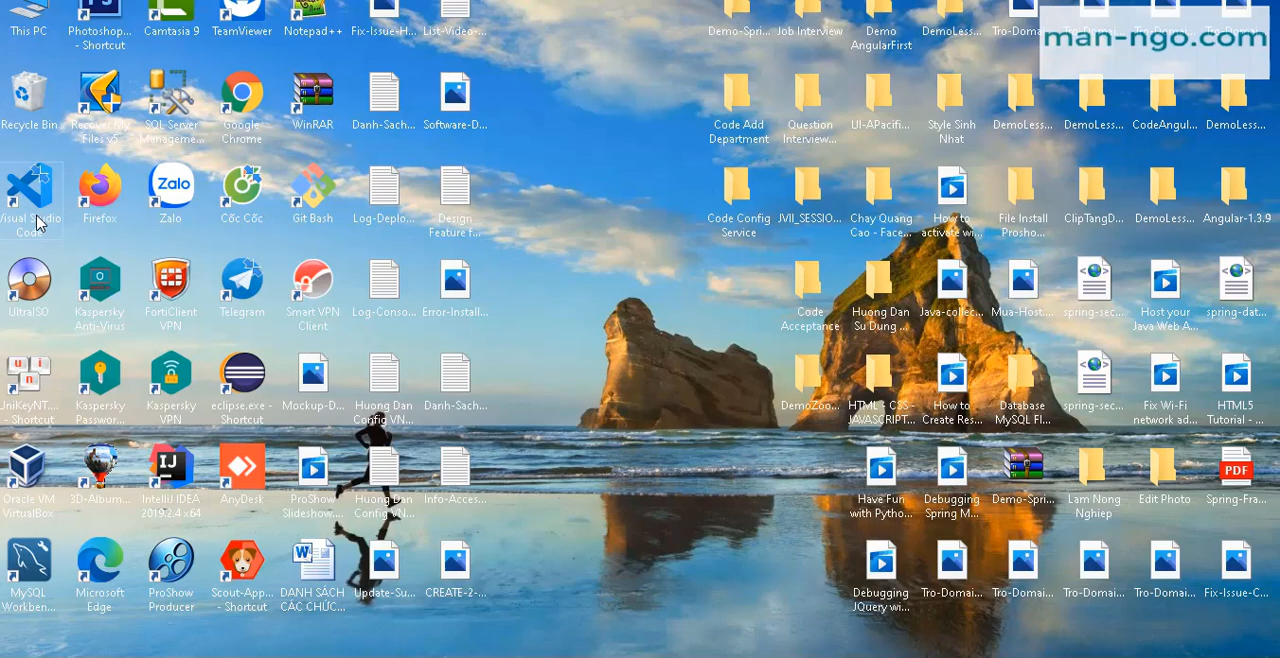 man-ngo.com
This PC
Photoshop...
- Shortcut
Camtasia 9
TeamViewer
Notepad++
Fix-Issue-H...
List-Video-...
Demo-Spri...
Job Interview
Demo
AngularFirst
DemoLess...
Tro-Domai...
Recycle Bin
Recover My
Files v5
SQL Server
Manageme...
Google
Chrome
WinRAR
Danh-Sach...
Software-D...
Code Add
Department
Question
Interview...
UI-APacifi...
Style Sinh
Nhat
DemoLess...
DemoLess...
CodeAngul...
DemoLess...
Visual Studio
Code
Firefox
Zalo
Zalo
Cốc Cốc
Git Bash
Log-Deplo...
Design
Feature f...
Code Config
Service
JVII_SESSIO...
Chay Quang
Cao - Face...
How to
activate wi...
File Install
Prosho...
ClipTangD...
DemoLess...
Angular-1.3.9
UltraISO
Kaspersky
Anti-Virus
FortiClient
VPN
Telegram
Smart VPN
Client
Log-Conso...
Error-Install...
Code
Acceptance
Huong Dan
Su Dung ...
Java-collec...
Mua-Host...
spring-sec...
Host your
Java Web A...
spring-dat...
u i n
UniKeyNT....
- Shortcut
Kaspersky
Passwor...
Kaspersky
VPN
eclipse.exe -
Shortcut
Mockup-D...
Huong Dan
Config VN...
Danh-Sach...
DemoZoo...
HTML - CSS -
JAVASCRIPT...
How to
Create Res...
Database
MySQL Fl...
spring-sec...
Fix Wi-Fi
network ad...
HTML5
Tutorial - ...
Oracle VM
VirtualBox
3D-Album...
IJ
IntelliJ IDEA
2019.2.4 x64
AnyDesk
ProShow
Slideshow...
Huong Dan
Config VN...
Info-Acces...
Have Fun
with Pytho...
Debugging
Spring M...
Demo-Spri...
Lam Nong
Nghiep
Edit Photo
PDF
Spring-Fra...
MySQL
Workben...
Microsoft
Edge
ProShow
Producer
Scout-App...
- Shortcut
W
DANH SÁCH
CÁC CHỨC...
Update-Su...
CREATE-2-...
Debugging
JQuery wi...
Tro-Domai...
Tro-Domai...
Tro-Domai...
Tro-Domai...
Fix-Issue-C...